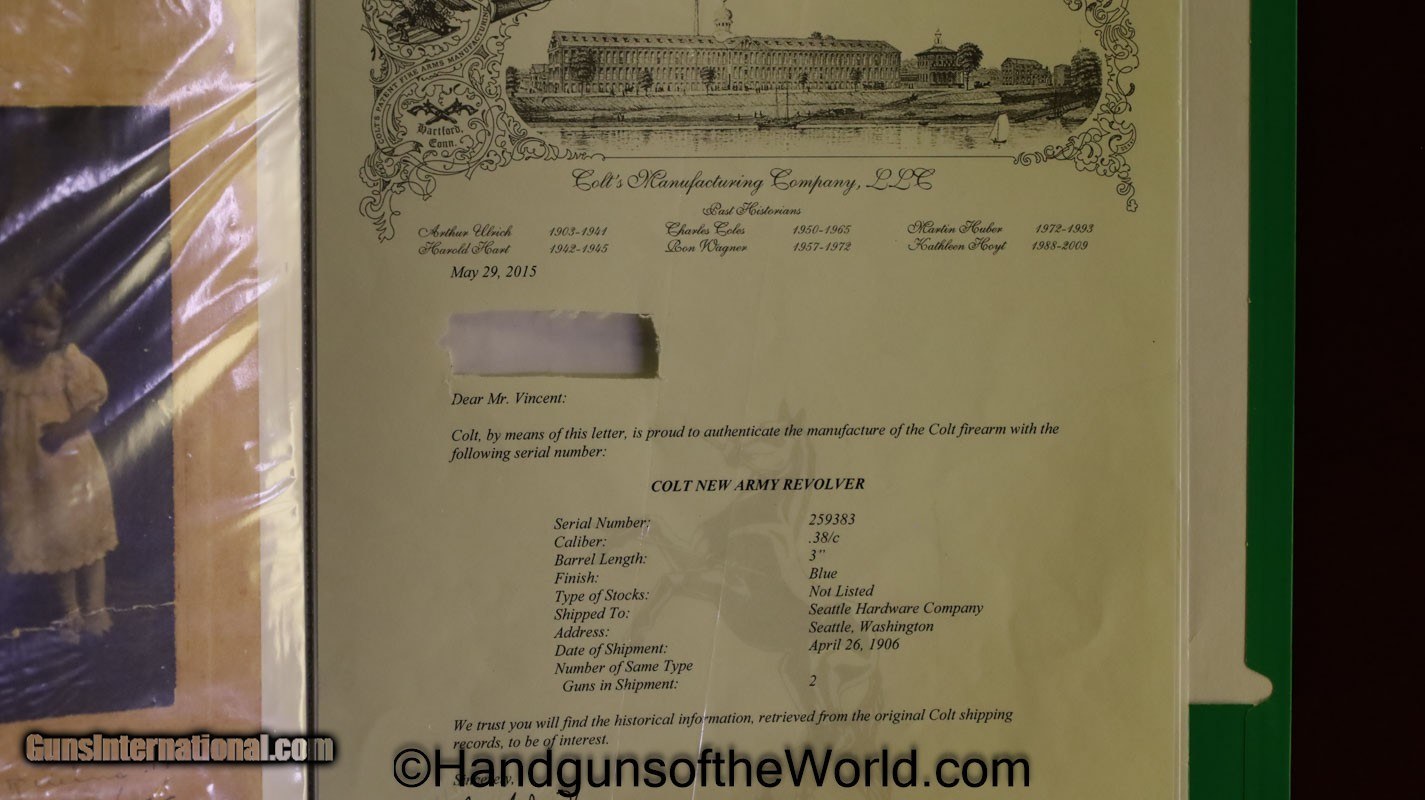 COLT'S PATENT FIRE ARMS MANUFACTURING
Hartford,
Conn.
Colt's Manufacturing Company, LLC
Past Historians
Arthur Ulrich 1903-1941 Charles Coles 1950-1965 Martin Huber 1972-1993
Harold Hart 1942-1945 Ron Wagner 1957-1972 Kathleen Hoyt 1988-2009
May 29, 2015
Dear Mr. Vincent:
Colt, by means of this letter, is proud to authenticate the manufacture of the Colt firearm with the
following serial number:
COLT NEW ARMY REVOLVER
Serial Number: 259383
Caliber: .38/c
Barrel Length: 3"
Finish: Blue
Type of Stocks: Not Listed
Shipped To: Seattle Hardware Company
Address: Seattle, Washington
Date of Shipment: April 26, 1906
Number of Same Type
Guns in Shipment: 2
We trust you will find the historical information, retrieved from the original Colt shipping
records, to be of interest.
Sincerely,
GunsInternational.com
©HandgunsoftheWorld.com